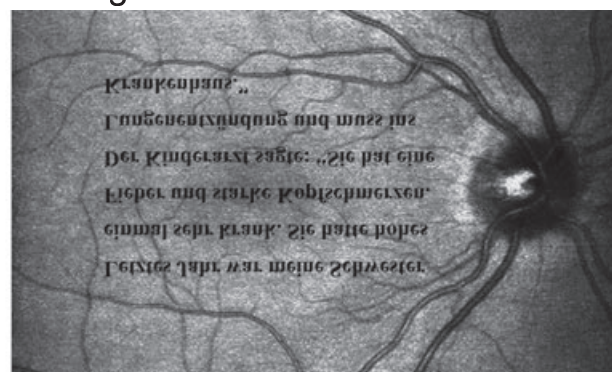 Letztes Jahr war meine Schwester
einmal sehr krank. Sie hatte hohes
Fieber und starke Kopfschmerzen.
Der Kinderarzt sagte: "Sie hat eine
Lungenentzündung und muss ins
Krankenhaus."